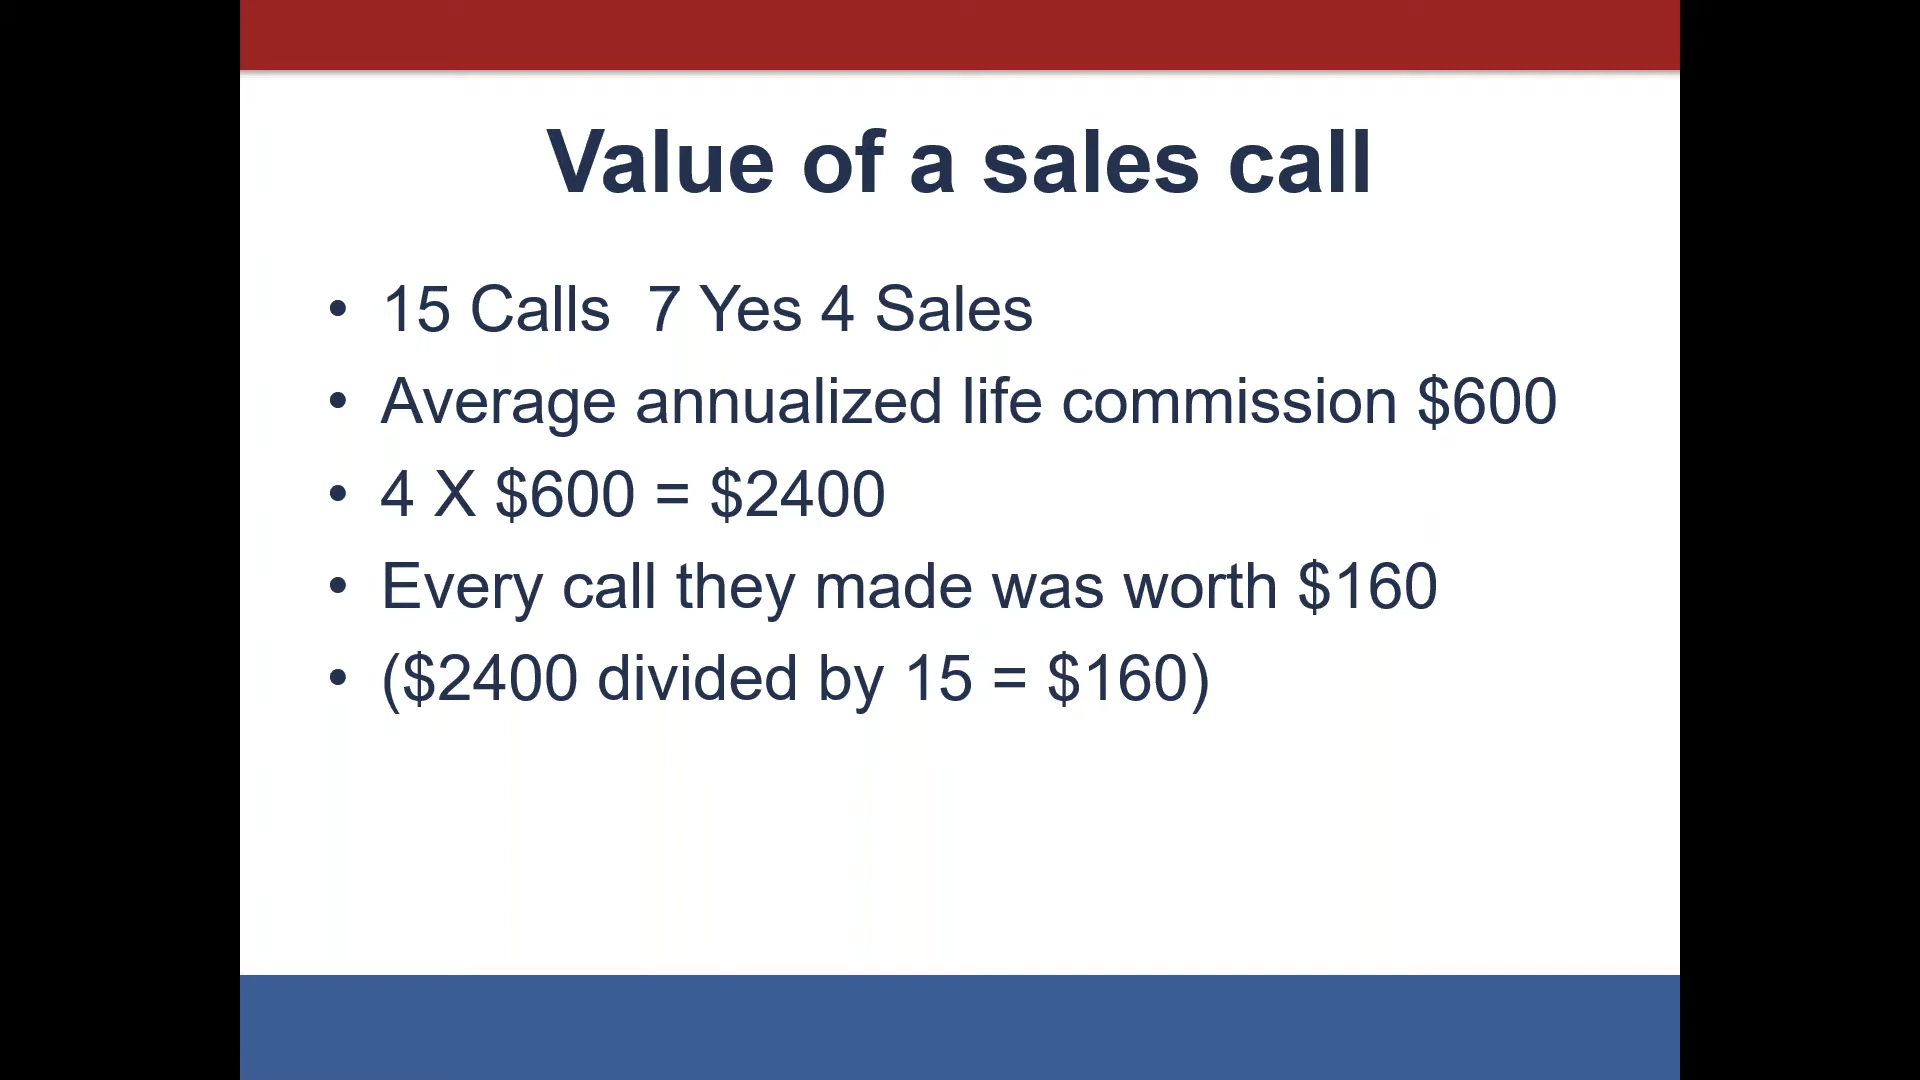 Value of a sales call
• 15 Calls  7 Yes 4 Sales
• Average annualized life commission $600
• 4 X $600 = $2400
• Every call they made was worth $160
• ($2400 divided by 15 = $160)